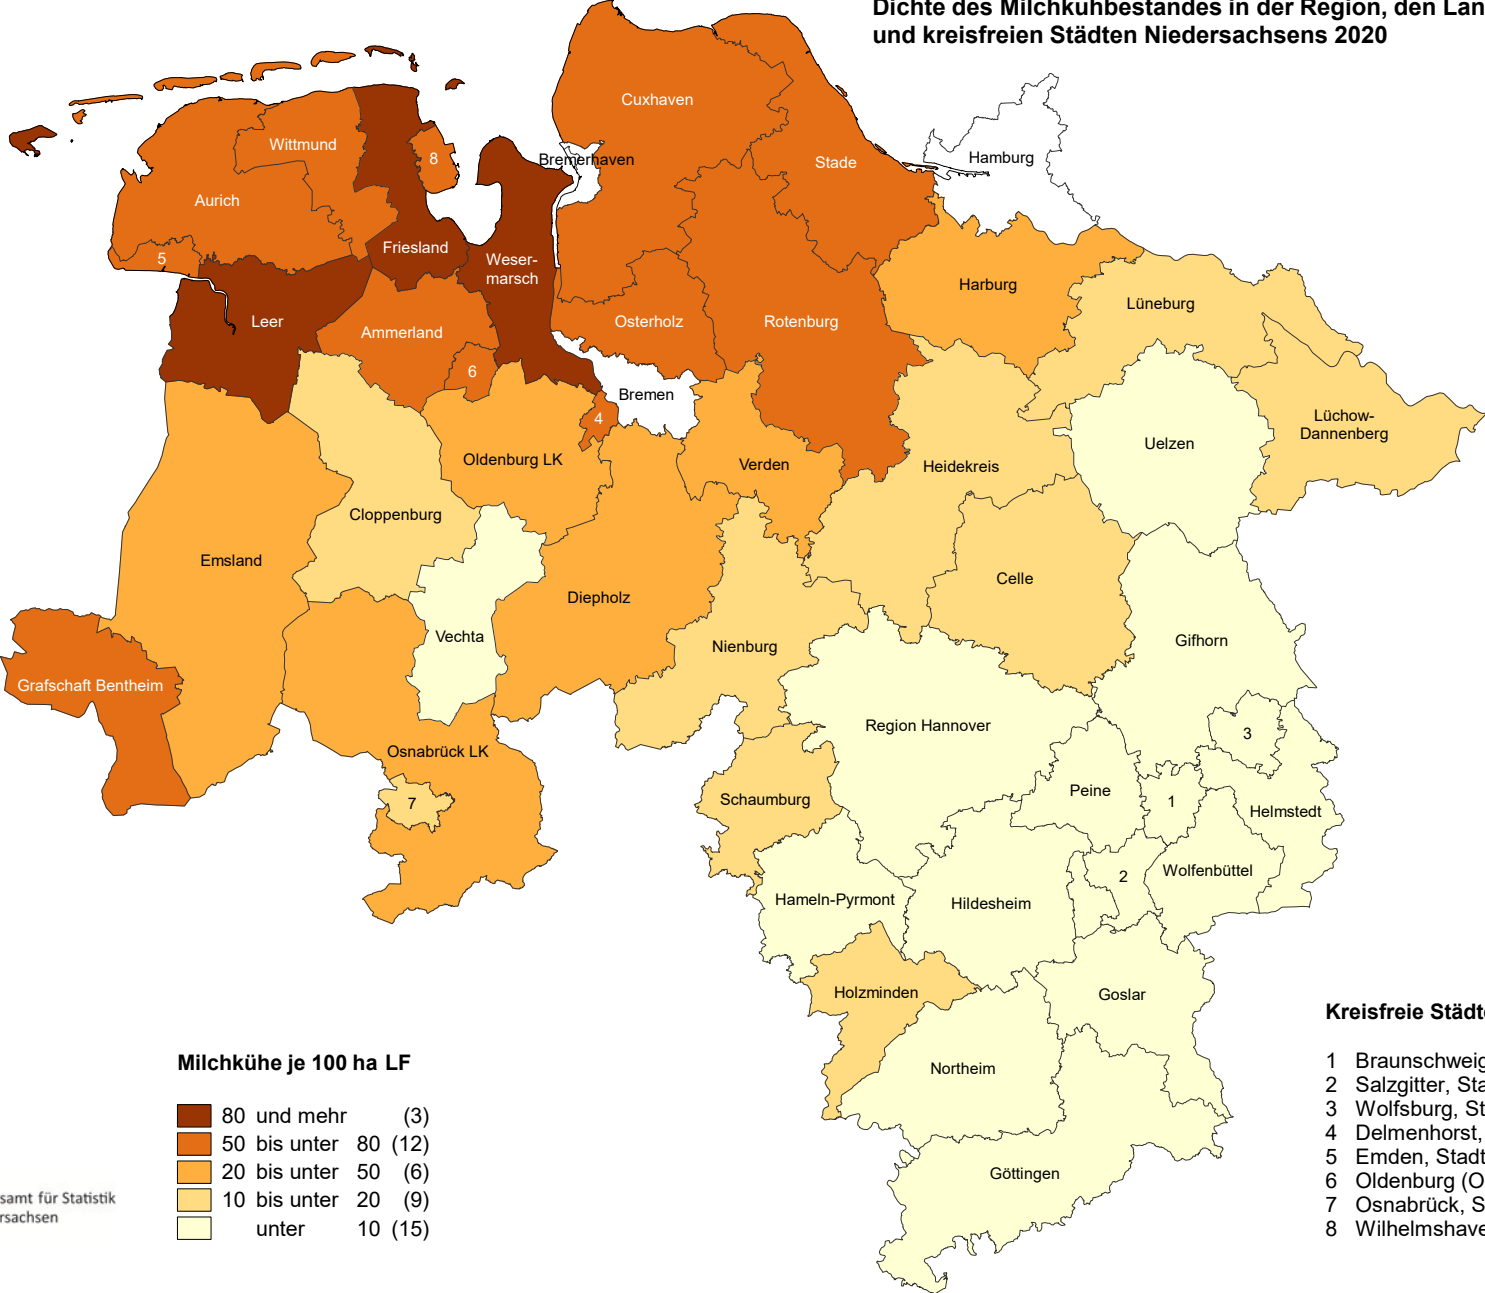 Dichte des Milchkuhbestandes in der Region, den Lan
und kreisfreien Städten Niedersachsens 2020
Cuxhaven
Wittmund
8
Bremerhaven
Hamburg
Stade
Aurich
Friesland
5
Weser-
marsch
Harburg
Lüneburg
Leer
Ammerland
Osterholz
Rotenburg
6
Bremen
4
Lüchow-
Dannenberg
Uelzen
Oldenburg LK
Verden
Heidekreis
Cloppenburg
Emsland
Celle
Diepholz
Vechta
Nienburg
Gifhorn
Grafschaft Bentheim
Region Hannover
3
Osnabrück LK
Peine
7
Schaumburg
1
Helmstedt
Wolfenbüttel
2
Hameln-Pyrmont
Hildesheim
Holzminden
Goslar
Northeim
Göttingen
Milchkühe je 100 ha LF
80 und mehr (3)
50 bis unter 80 (12)
20 bis unter 50 (6)
10 bis unter 20 (9)
unter 10 (15)
samt für Statistik
rsachsen
Kreisfreie Städt
1 Braunschweig
2 Salzgitter, Sta
3 Wolfsburg, St
4 Delmenhorst,
5 Emden, Stadt
6 Oldenburg (O
7 Osnabrück, S
8 Wilhelmshave